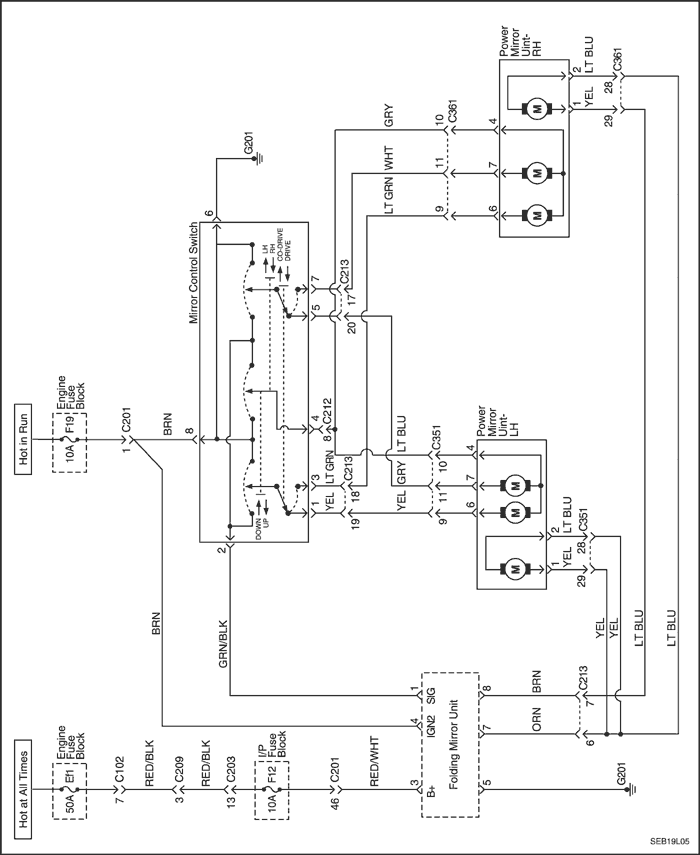 Hot in Run
Engine
Fuse
Block
F19
10A
1
C201
BRN
8
Mirror Control Switch
6
G201
LH
RH
CO-DRIVE
DRIVE
DOWN
UP
2
GRN/BLK
BRN
1
3
4
5
7
YEL
LT GRN
C212
8
C213
19
18
C213
20
17
GRY
WHT
LT GRN
10
11
9
C361
4
7
6
Power
Mirror
Uint-
RH
M
M
M
2
1
LT BLU
YEL
28
29
C361
LT BLU
GRY
YEL
C351
10
11
9
4
7
6
Power
Mirror
Uint-
LH
M
M
M
2
1
LT BLU
YEL
28
29
C351
YEL
YEL
LT BLU
LT BLU
Hot at All Times
Engine
Fuse
Block
Ef1
50A
7
C102
RED/BLK
3
C209
RED/BLK
13
C203
I/P
Fuse
Block
F12
10A
46
C201
RED/WHT
3
B+
4
IGN2
1
SIG
Folding Mirror Unit
8
7
5
BRN
ORN
C213
7
6
G201
SEB19L05